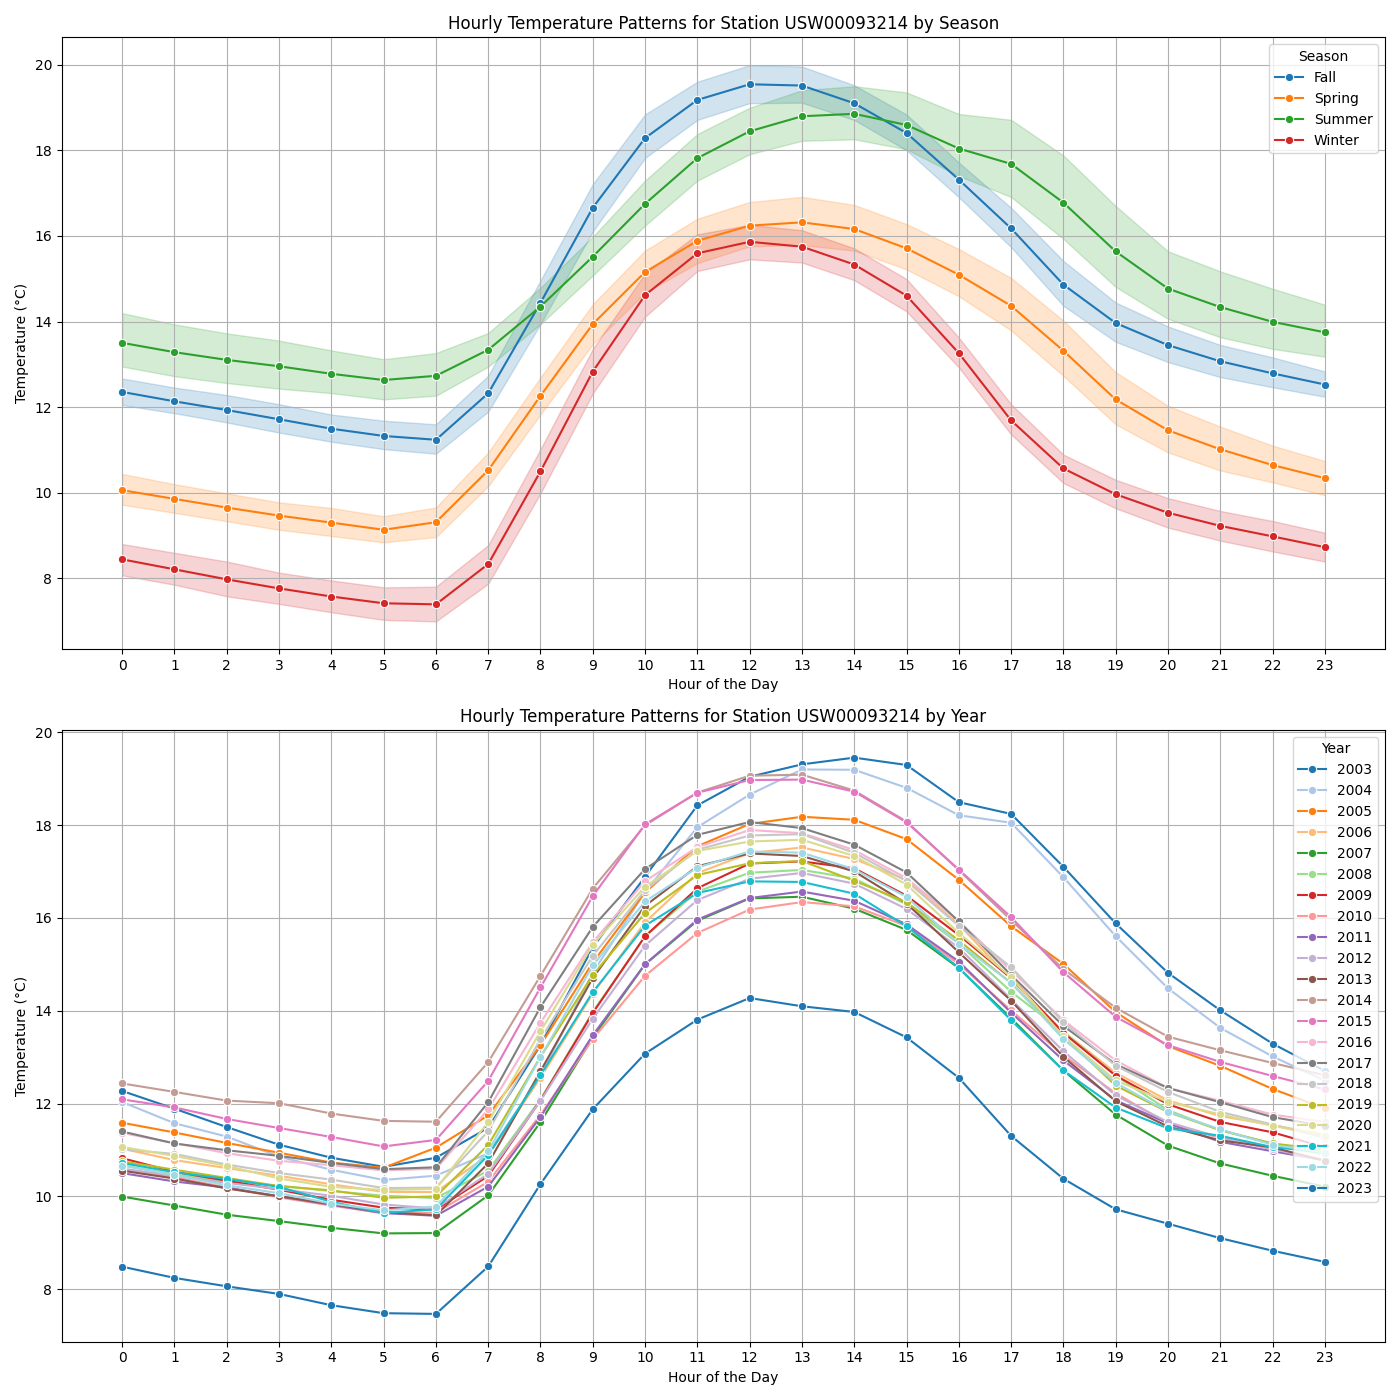 Hourly Temperature Patterns for Station USW00093214 by Season
Temperature (°C)
20
18
16
14
12
10
8
Season
Fall
Spring
Summer
Winter
0 1 2 3 4 5 6 7 8 9 10 11 12 13 14 15 16 17 18 19 20 21 22 23
Hour of the Day
Hourly Temperature Patterns for Station USW00093214 by Year
Temperature (°C)
20
18
16
14
12
10
8
Year
2003
2004
2005
2006
2007
2008
2009
2010
2011
2012
2013
2014
2015
2016
2017
2018
2019
2020
2021
2022
2023
0 1 2 3 4 5 6 7 8 9 10 11 12 13 14 15 16 17 18 19 20 21 22 23
Hour of the Day